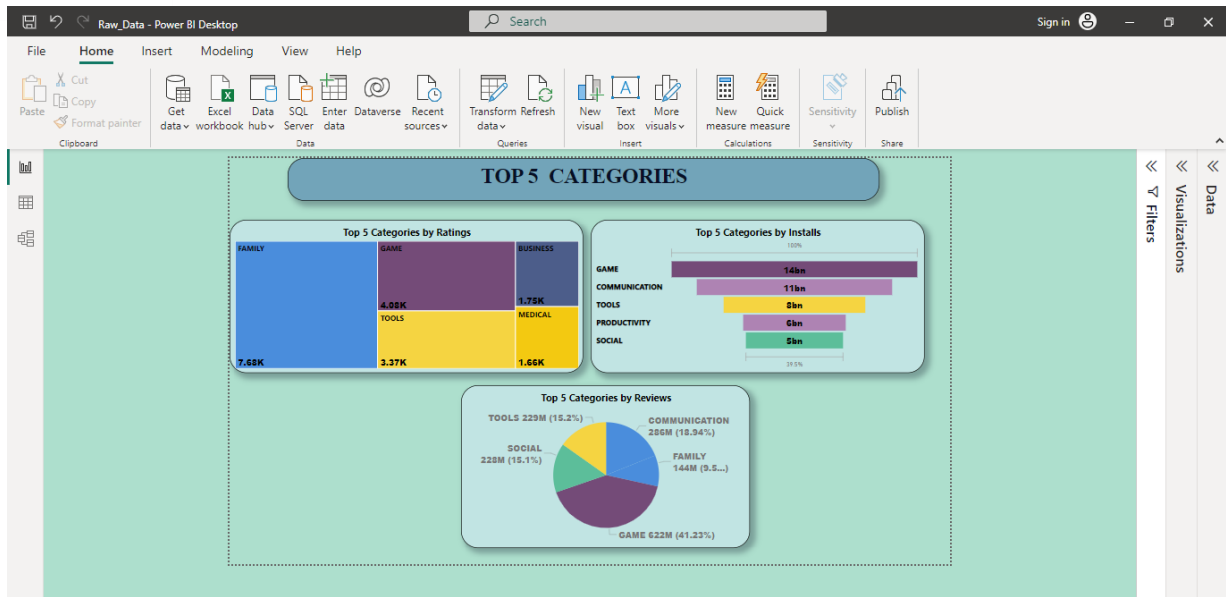 Raw_Data - Power BI Desktop
Search
Sign in
File Home Insert Modeling View Help
Paste
Cut
Copy
Format painter
Get data
Excel workbook
Data hub
SQL Server
Enter data
Dataverse
Recent sources
Transform data
Refresh
New visual
Text box
More visuals
New measure
Quick measure
Sensitivity
Publish
Clipboard Data Queries Insert Calculations Sensitivity Share
TOP 5 CATEGORIES
Top 5 Categories by Ratings
FAMILY
7.68K
GAME
4.08K
TOOLS
3.37K
BUSINESS
1.75K
MEDICAL
1.66K
Top 5 Categories by Installs
100%
GAME 14bn
COMMUNICATION 11bn
TOOLS 8bn
PRODUCTIVITY 6bn
SOCIAL 5bn
39.5%
Top 5 Categories by Reviews
TOOLS 229M (15.2%)
COMMUNICATION
286M (18.94%)
SOCIAL
228M (15.1%)
FAMILY
144M (9.5...)
GAME 622M (41.23%)
Filters
Visualizations
Data